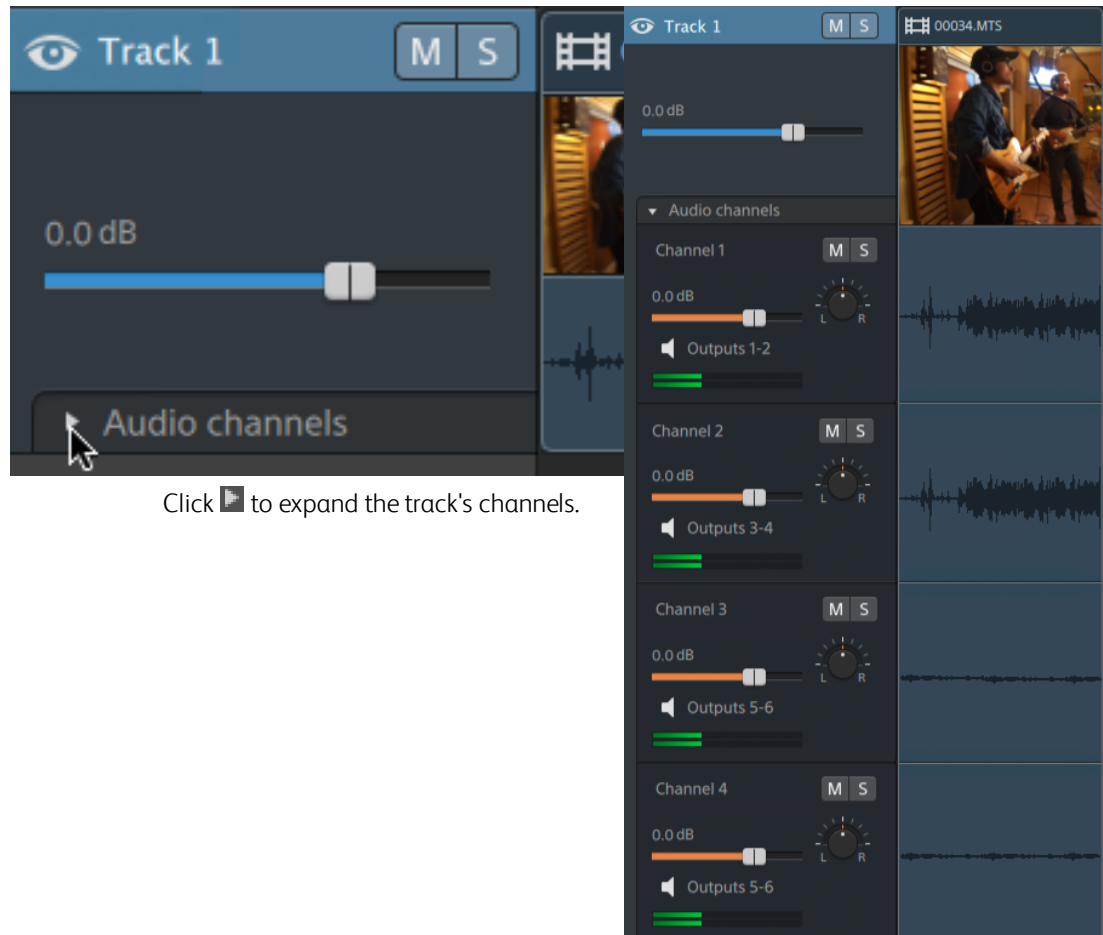 Track 1 M S
0.0 dB
Audio channels
Click to expand the track's channels.
Track 1 M S
00034.MTS
0.0 dB
Audio channels
Channel 1 M S
0.0 dB
L R
Outputs 1-2
Channel 2 M S
0.0 dB
L R
Outputs 3-4
Channel 3 M S
0.0 dB
L R
Outputs 5-6
Channel 4 M S
0.0 dB
L R
Outputs 5-6